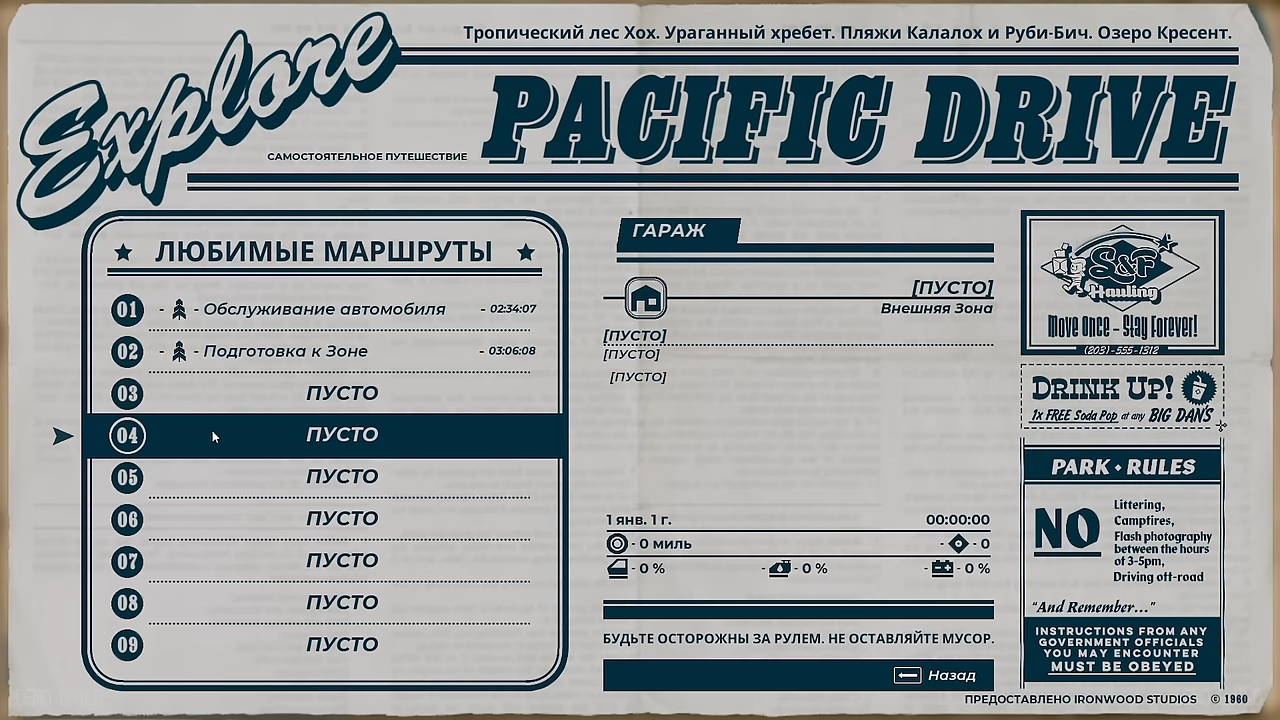 Explore
Тропический лес Хох. Ураганный хребет. Пляжи Калалох и Руби-Бич. Озеро Кресент.
PACIFIC DRIVE
САМОСТОЯТЕЛЬНОЕ ПУТЕШЕСТВИЕ
★ ЛЮБИМЫЕ МАРШРУТЫ ★
01 - - Обслуживание автомобиля - 02:34:07
02 - - Подготовка к Зоне - 03:06:08
03 ПУСТО
04 ПУСТО
05 ПУСТО
06 ПУСТО
07 ПУСТО
08 ПУСТО
09 ПУСТО
ГАРАЖ
[ПУСТО]
Внешняя Зона
[ПУСТО]
[ПУСТО]
[ПУСТО]
1 янв. 1 г. 00:00:00
- 0 миль - - 0
- 0 % - - 0 % - - 0 %
БУДЬТЕ ОСТОРОЖНЫ ЗА РУЛЕМ. НЕ ОСТАВЛЯЙТЕ МУСОР.
Назад
S&F
Hauling
Move Once - Stay Forever!
(203)-555-1312
DRINK UP!
1x FREE Soda Pop at any BIG DAN'S
PARK • RULES
NO
Littering,
Campfires,
Flash photography
between the hours
of 3-5pm,
Driving off-road
"And Remember..."
INSTRUCTIONS FROM ANY
GOVERNMENT OFFICIALS
YOU MAY ENCOUNTER
MUST BE OBEYED
ПРЕДОСТАВЛЕНО IRONWOOD STUDIOS © 1960